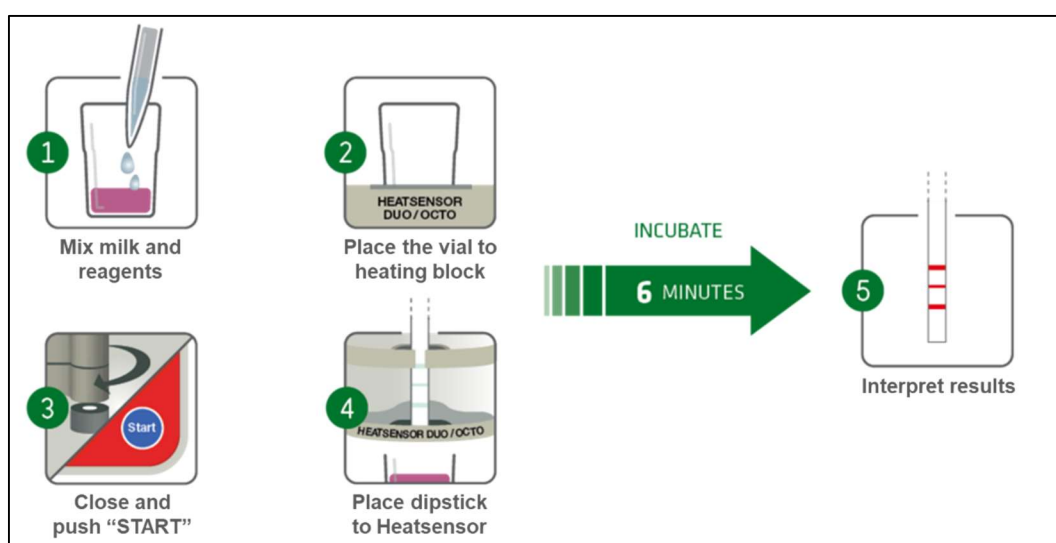 1
Mix milk and
reagents
2
HEATSENSOR
DUO/OCTO
Place the vial to
heating block
3
Start
Close and
push “START”
4
HEATSENSOR DUO/OCTO
Place dipstick
to Heatsensor
INCUBATE
6 MINUTES
5
Interpret results